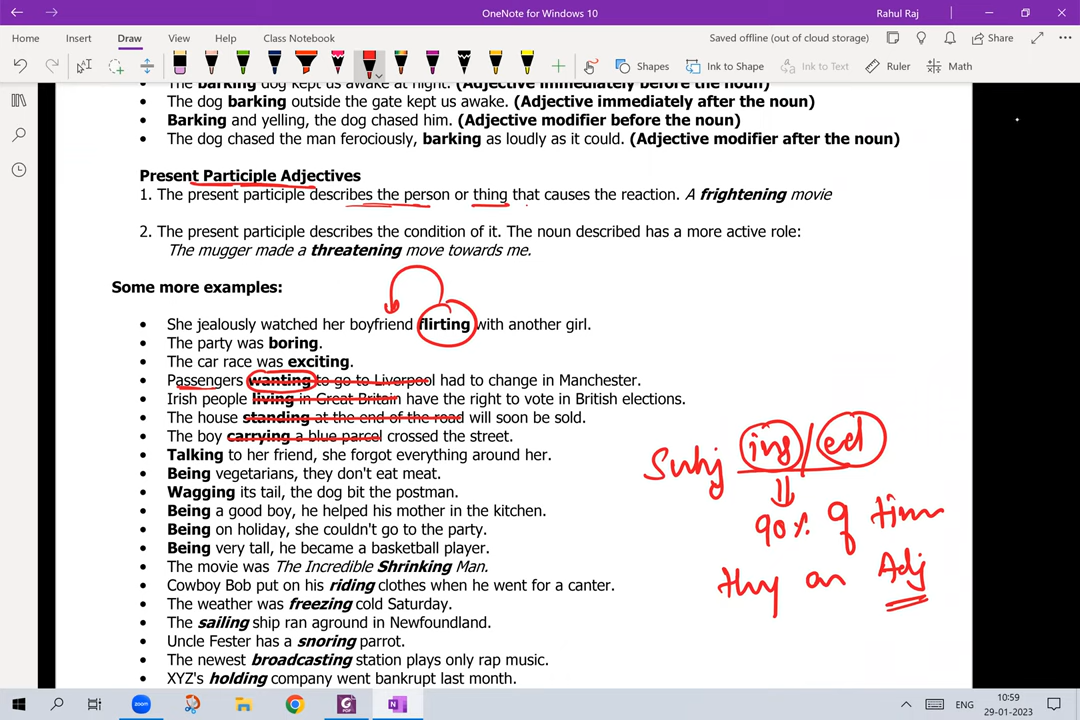 OneNote for Windows 10
Rahul Raj
Home Insert Draw View Help Class Notebook
Saved offline (out of cloud storage)
Share
Shapes
Ink to Shape
Ink to Text
Ruler
Math
The barking dog kept us awake at night. (Adjective immediately before the noun)
• The dog barking outside the gate kept us awake. (Adjective immediately after the noun)
• Barking and yelling, the dog chased him. (Adjective modifier before the noun)
• The dog chased the man ferociously, barking as loudly as it could. (Adjective modifier after the noun)
Present Participle Adjectives
1. The present participle describes the person or thing that causes the reaction. A frightening movie
2. The present participle describes the condition of it. The noun described has a more active role:
The mugger made a threatening move towards me.
Some more examples:
• She jealously watched her boyfriend flirting with another girl.
• The party was boring.
• The car race was exciting.
• Passengers wanting to go to Liverpool had to change in Manchester.
• Irish people living in Great Britain have the right to vote in British elections.
• The house standing at the end of the road will soon be sold.
• The boy carrying a blue parcel crossed the street.
• Talking to her friend, she forgot everything around her.
• Being vegetarians, they don't eat meat.
• Wagging its tail, the dog bit the postman.
• Being a good boy, he helped his mother in the kitchen.
• Being on holiday, she couldn't go to the party.
• Being very tall, he became a basketball player.
• The movie was The Incredible Shrinking Man.
• Cowboy Bob put on his riding clothes when he went for a canter.
• The weather was freezing cold Saturday.
• The sailing ship ran aground in Newfoundland.
• Uncle Fester has a snoring parrot.
• The newest broadcasting station plays only rap music.
• XYZ's holding company went bankrupt last month.
Subj ing/ed
90% of time
they are Adj
zoom
ENG
10:59
29-01-2023